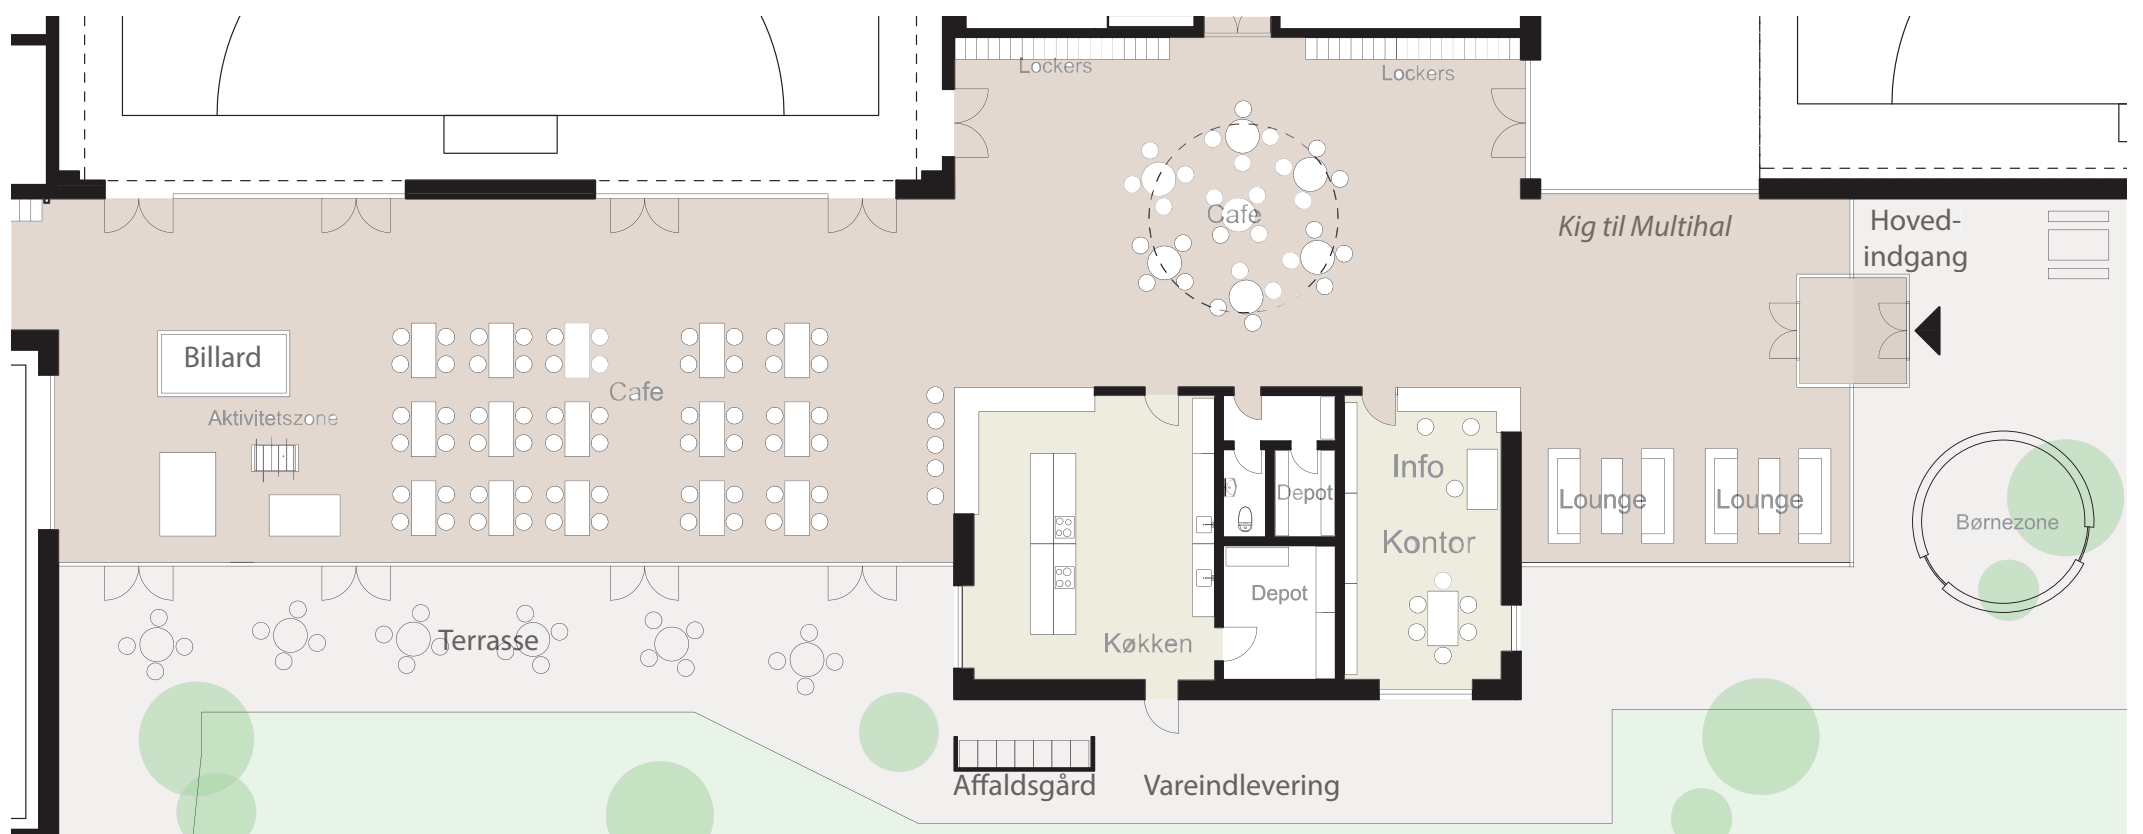 Lockers
Lockers
Cafe
Kig til Multihal
Hoved-
indgang
Billard
Cafe
Aktivitetszone
Info
Depot
Lounge
Lounge
Børnezone
Kontor
Depot
Terrasse
Køkken
Affaldsgård
Vareindlevering